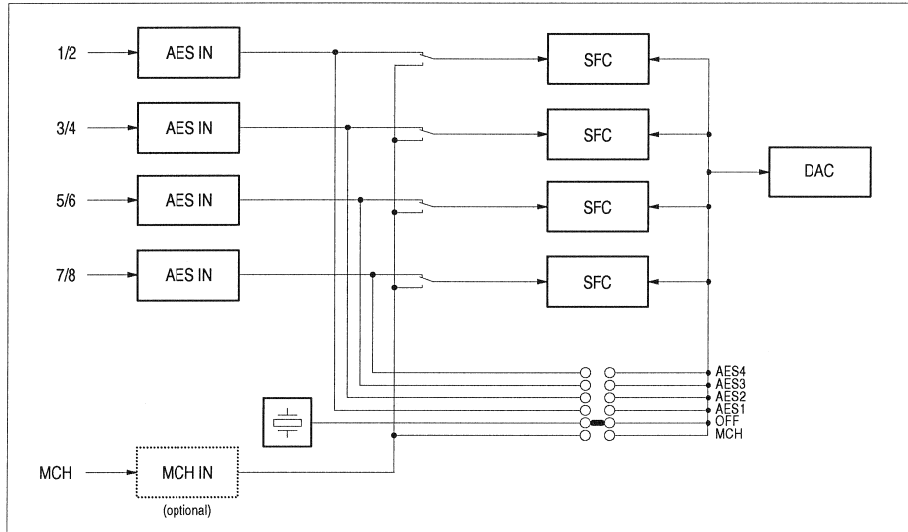 1/2 AES IN SFC
3/4 AES IN SFC
DAC
5/6 AES IN SFC
7/8 AES IN SFC
AES4
AES3
AES2
AES1
OFF
MCH
MCH MCH IN
(optional)